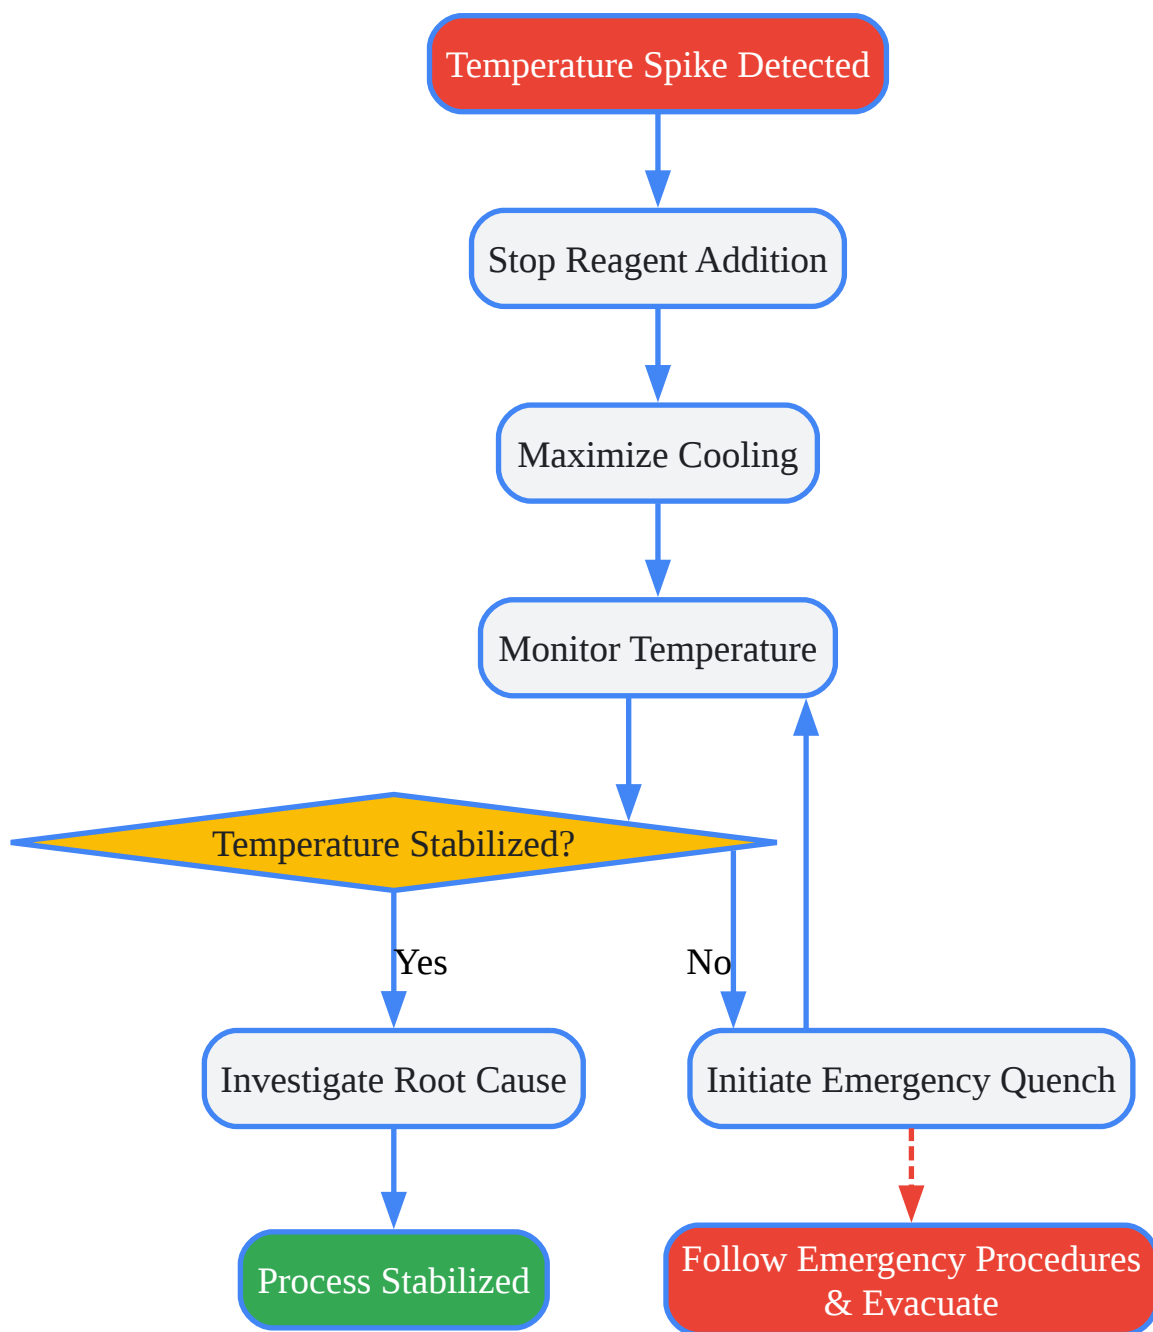 Temperature Spike Detected
Stop Reagent Addition
Maximize Cooling
Monitor Temperature
Temperature Stabilized?
Yes
No
Investigate Root Cause
Initiate Emergency Quench
Process Stabilized
Follow Emergency Procedures
& Evacuate